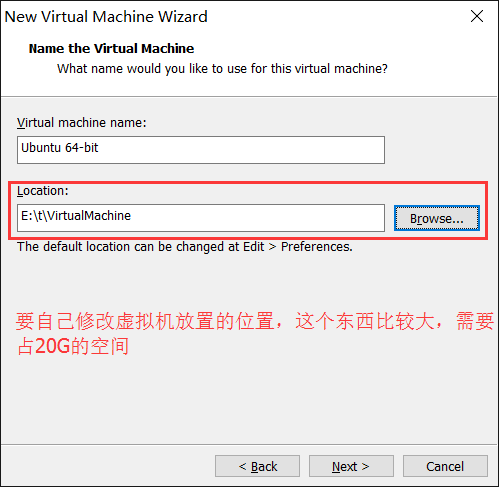 New Virtual Machine Wizard
Name the Virtual Machine
What name would you like to use for this virtual machine?
Virtual machine name:
Ubuntu 64-bit
Location:
E:\t\VirtualMachine
Browse...
The default location can be changed at Edit > Preferences.
要自己修改虚拟机放置的位置，这个东西比较大，需要
占20G的空间
< Back
Next >
Cancel